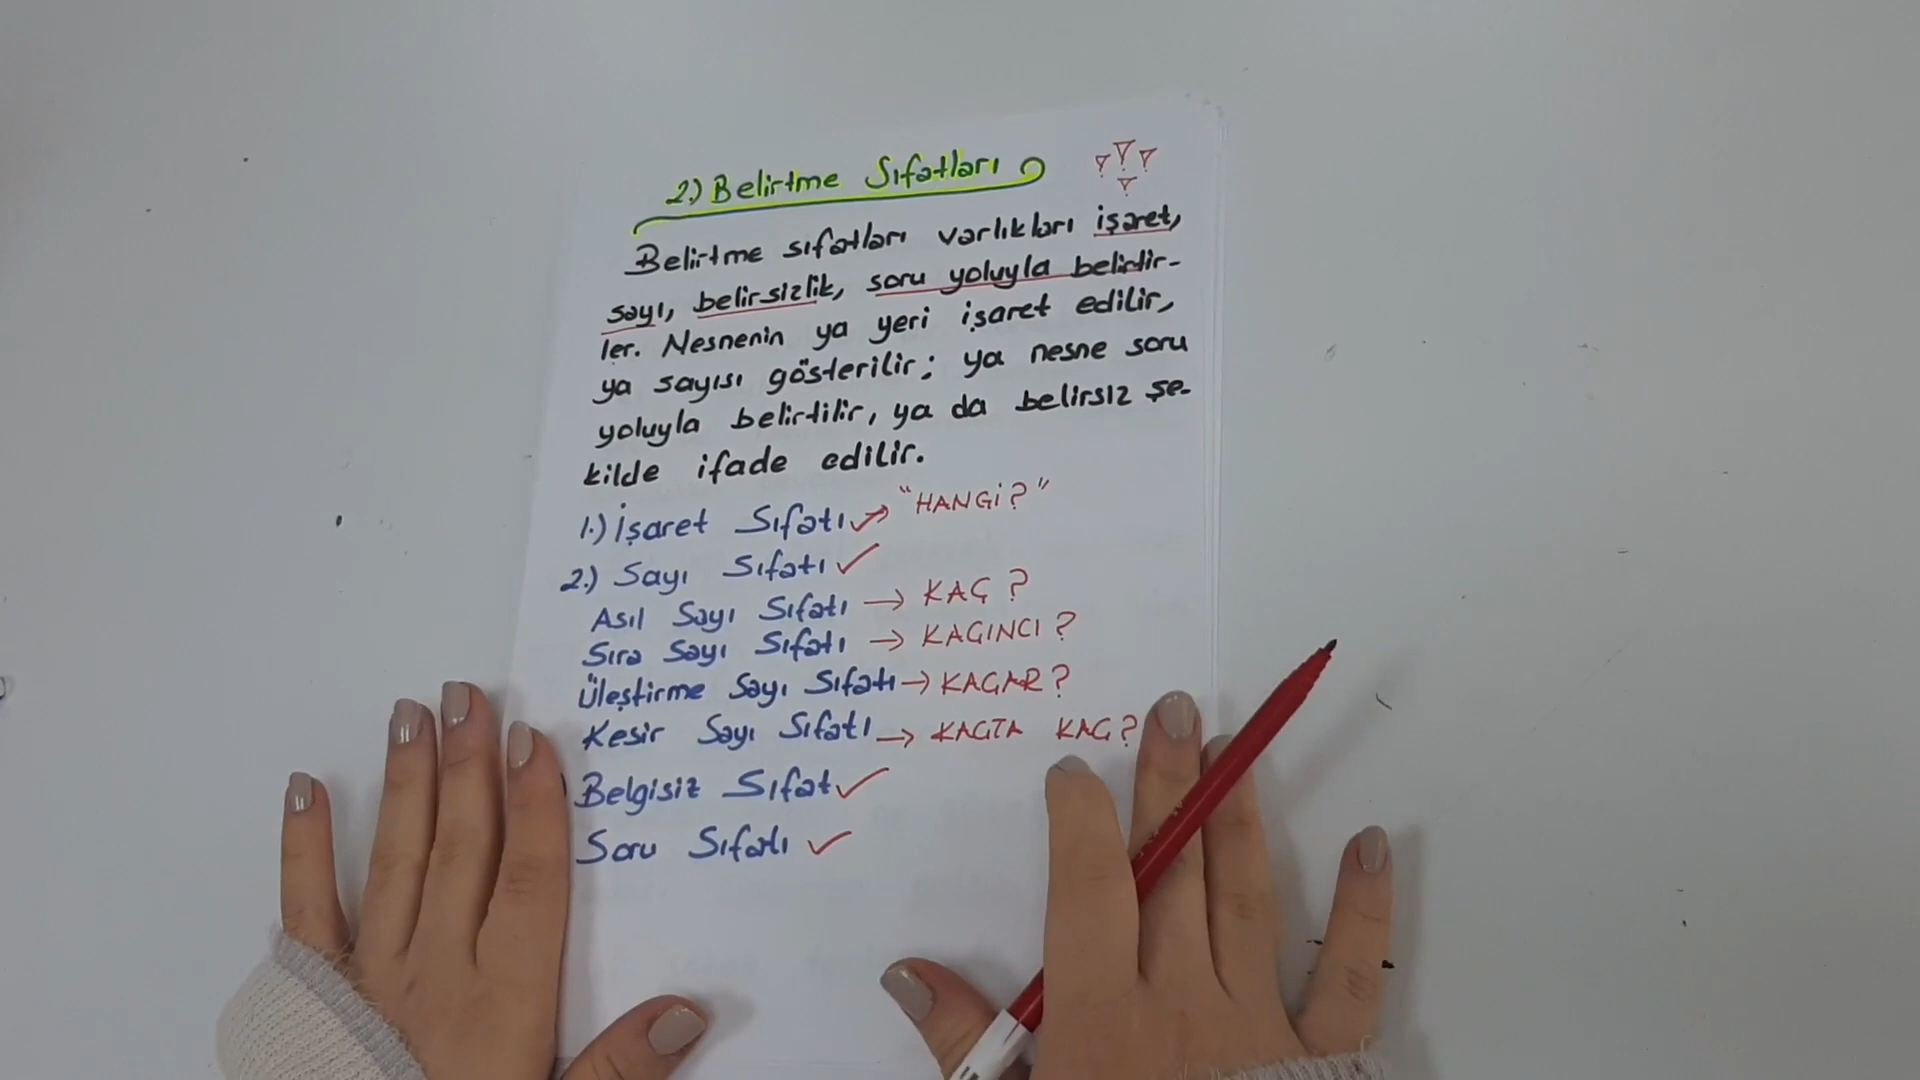 2.) Belirtme Sıfatları
Belirtme sıfatları varlıkları işaret,
sayı, belirsizlik, soru yoluyla belirtir-
ler. Nesnenin ya yeri işaret edilir,
ya sayısı gösterilir; ya nesne soru
yoluyla belirtilir, ya da belirsiz şe-
kilde ifade edilir.
1.) İşaret Sıfatı → "HANGİ?"
2.) Sayı Sıfatı ✓
Asıl Sayı Sıfatı → KAÇ?
Sıra Sayı Sıfatı → KAÇINCI?
Üleştirme Sayı Sıfatı → KAÇAR?
Kesir Sayı Sıfatı → KAÇTA KAÇ?
Belgisiz Sıfat ✓
Soru Sıfatı ✓